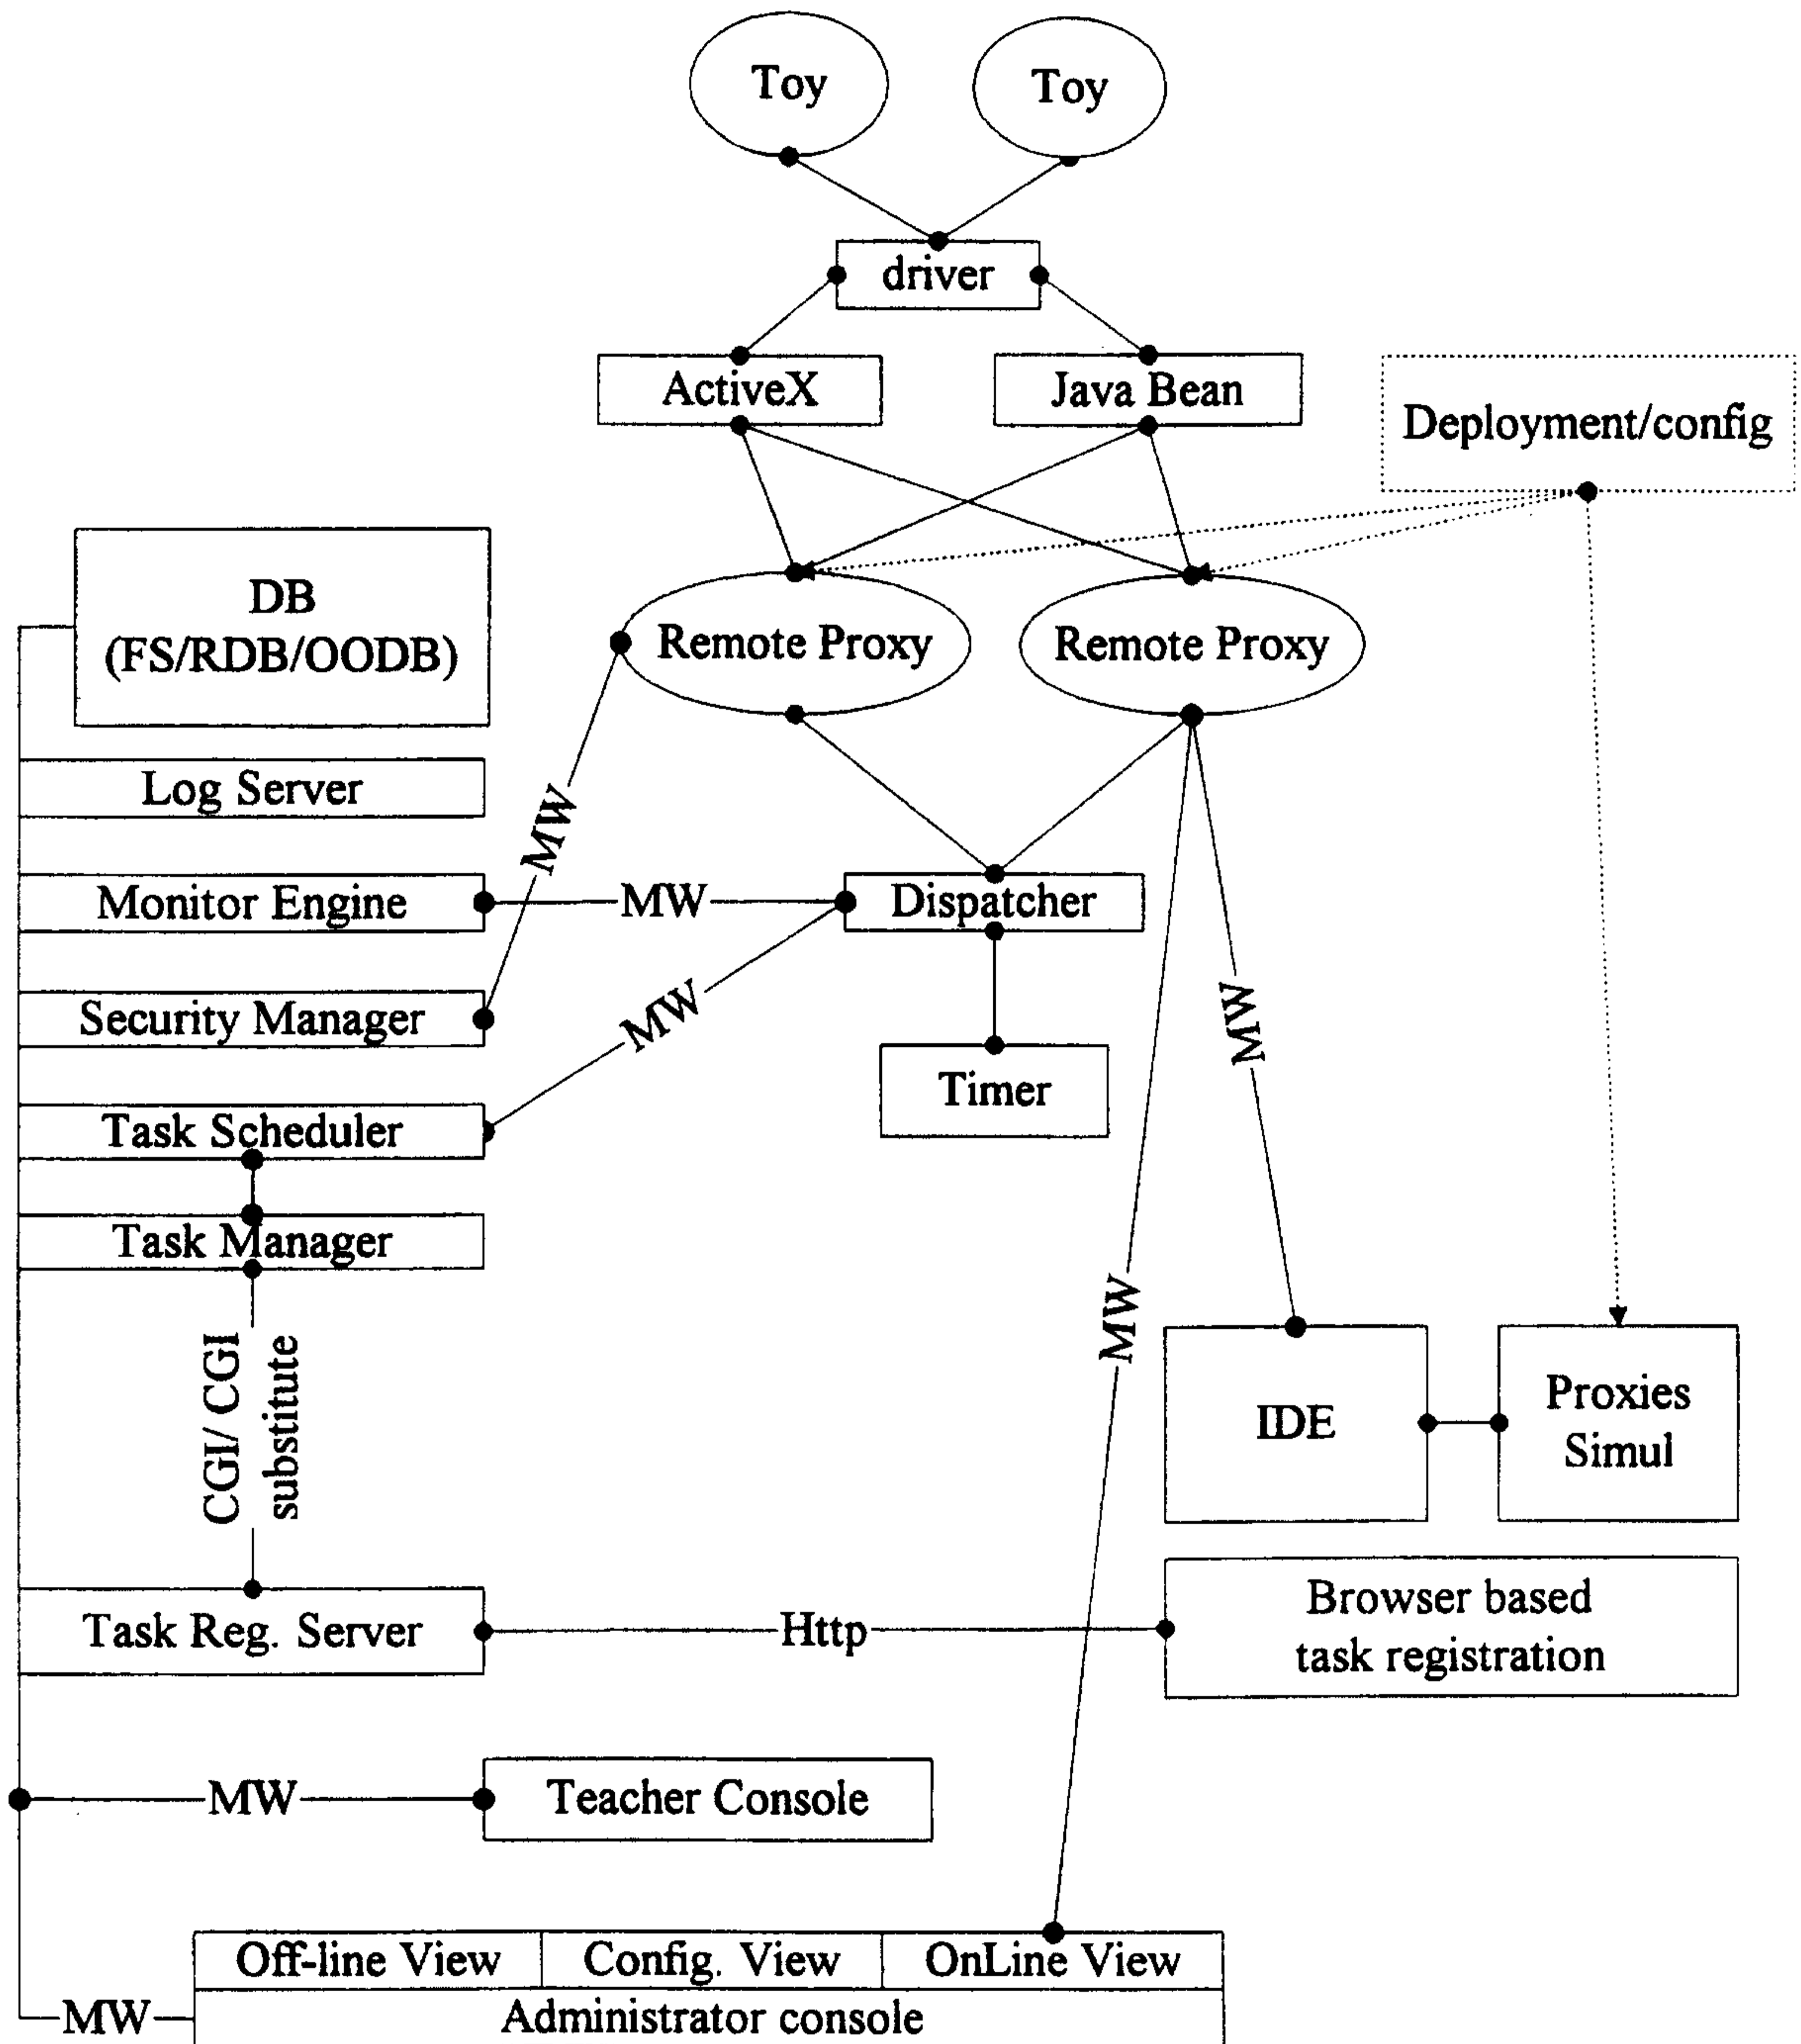 Toy
Toy
driver
ActiveX
Java Bean
Deployment/config
DB
(FS/RDB/OODB)
Remote Proxy
Remote Proxy
Log Server
MW
Monitor Engine
MW
Dispatcher
Security Manager
MW
MW
Timer
Task Scheduler
Task Manager
MW
CGI/ CGI
substitute
IDE
Proxies
Simul
Task Reg. Server
Http
Browser based
task registration
MW
Teacher Console
Off-line View
Config. View
OnLine View
MW
Administrator console